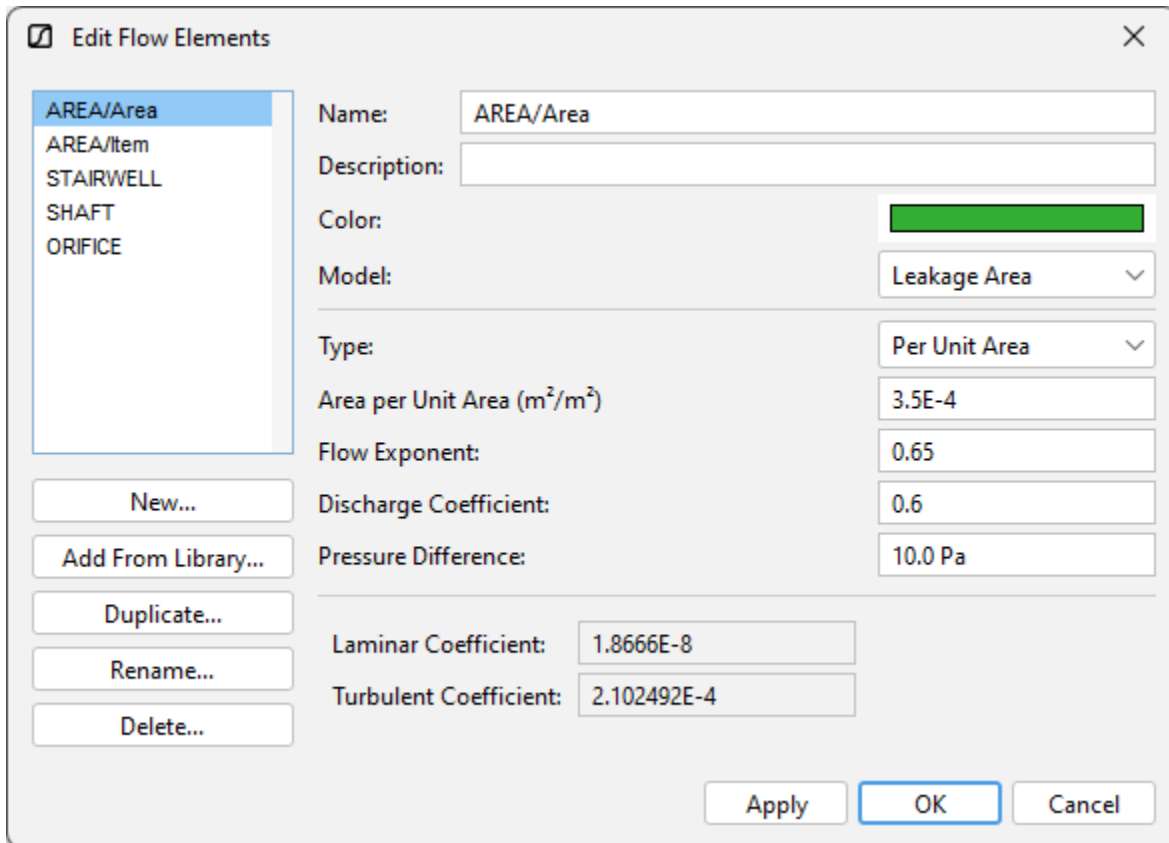 Edit Flow Elements
AREA/Area
AREA/Item
STAIRWELL
SHAFT
ORIFICE
New...
Add From Library...
Duplicate...
Rename...
Delete...
Name: AREA/Area
Description:
Color:
Model: Leakage Area
Type: Per Unit Area
Area per Unit Area (m²/m²) 3.5E-4
Flow Exponent: 0.65
Discharge Coefficient: 0.6
Pressure Difference: 10.0 Pa
Laminar Coefficient: 1.8666E-8
Turbulent Coefficient: 2.102492E-4
Apply OK Cancel